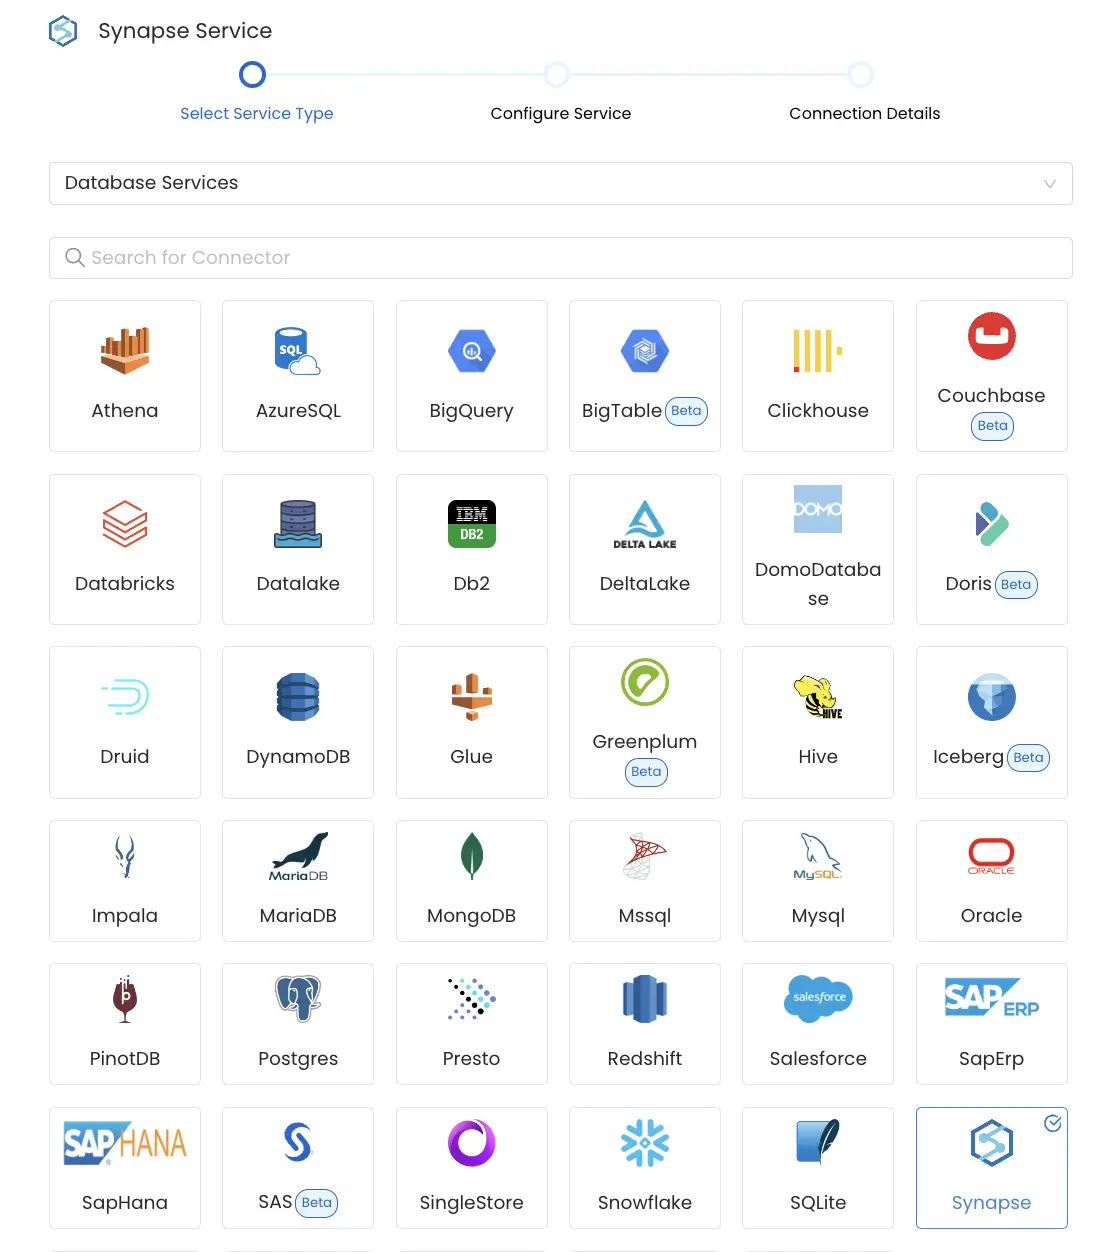 Synapse Service
Select Service Type
Configure Service
Connection Details
Database Services
Search for Connector
Athena
SQL
AzureSQL
BigQuery
BigTable Beta
Clickhouse
Couchbase
Beta
Databricks
Datalake
IBM
DB2
Db2
DELTA LAKE
DeltaLake
DOMO
DomoDataba
se
Doris Beta
Druid
DynamoDB
Glue
Greenplum
Beta
HIVE
Hive
Iceberg Beta
Impala
MariaDB
MariaDB
MongoDB
Mssql
MySQL
Mysql
ORACLE
Oracle
p
PinotDB
Postgres
Presto
Redshift
salesforce
Salesforce
SAP ERP
SapErp
SAP HANA
SapHana
SAS Beta
SingleStore
Snowflake
SQLite
Synapse